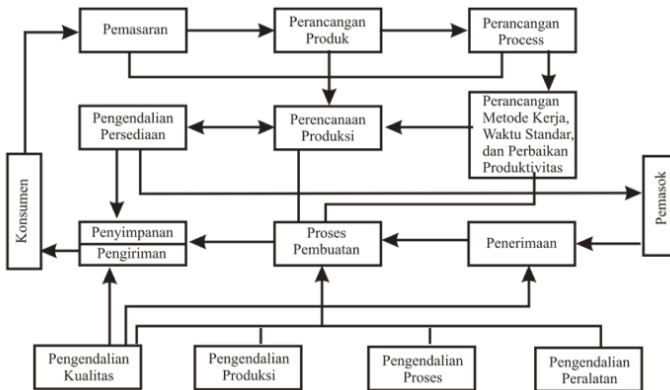 Pemasaran
Perancangan
Produk
Perancangan
Process
Pengendalian
Persediaan
Perencanaan
Produksi
Perancangan
Metode Kerja,
Waktu Standar,
dan Perbaikan
Produktivitas
Konsumen
Pemasok
Penyimpanan
Pengiriman
Proses
Pembuatan
Penerimaan
Pengendalian
Kualitas
Pengendalian
Produksi
Pengendalian
Proses
Pengendalian
Peralatan